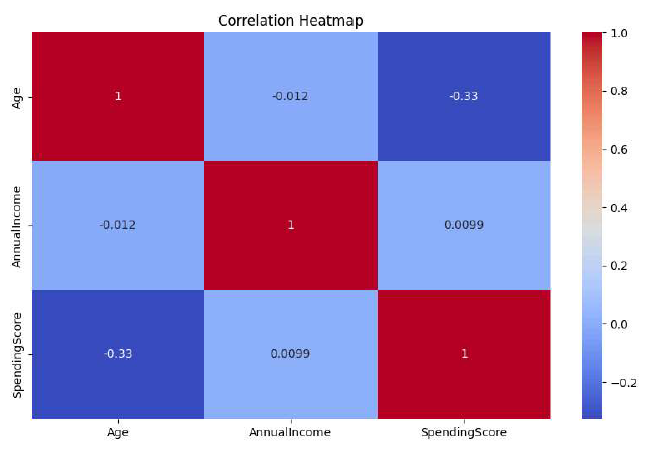 Correlation Heatmap
Age
1
-0.012
-0.33
AnnualIncome
-0.012
1
0.0099
SpendingScore
-0.33
0.0099
1
Age
AnnualIncome
SpendingScore
1.0
0.8
0.6
0.4
0.2
0.0
−0.2